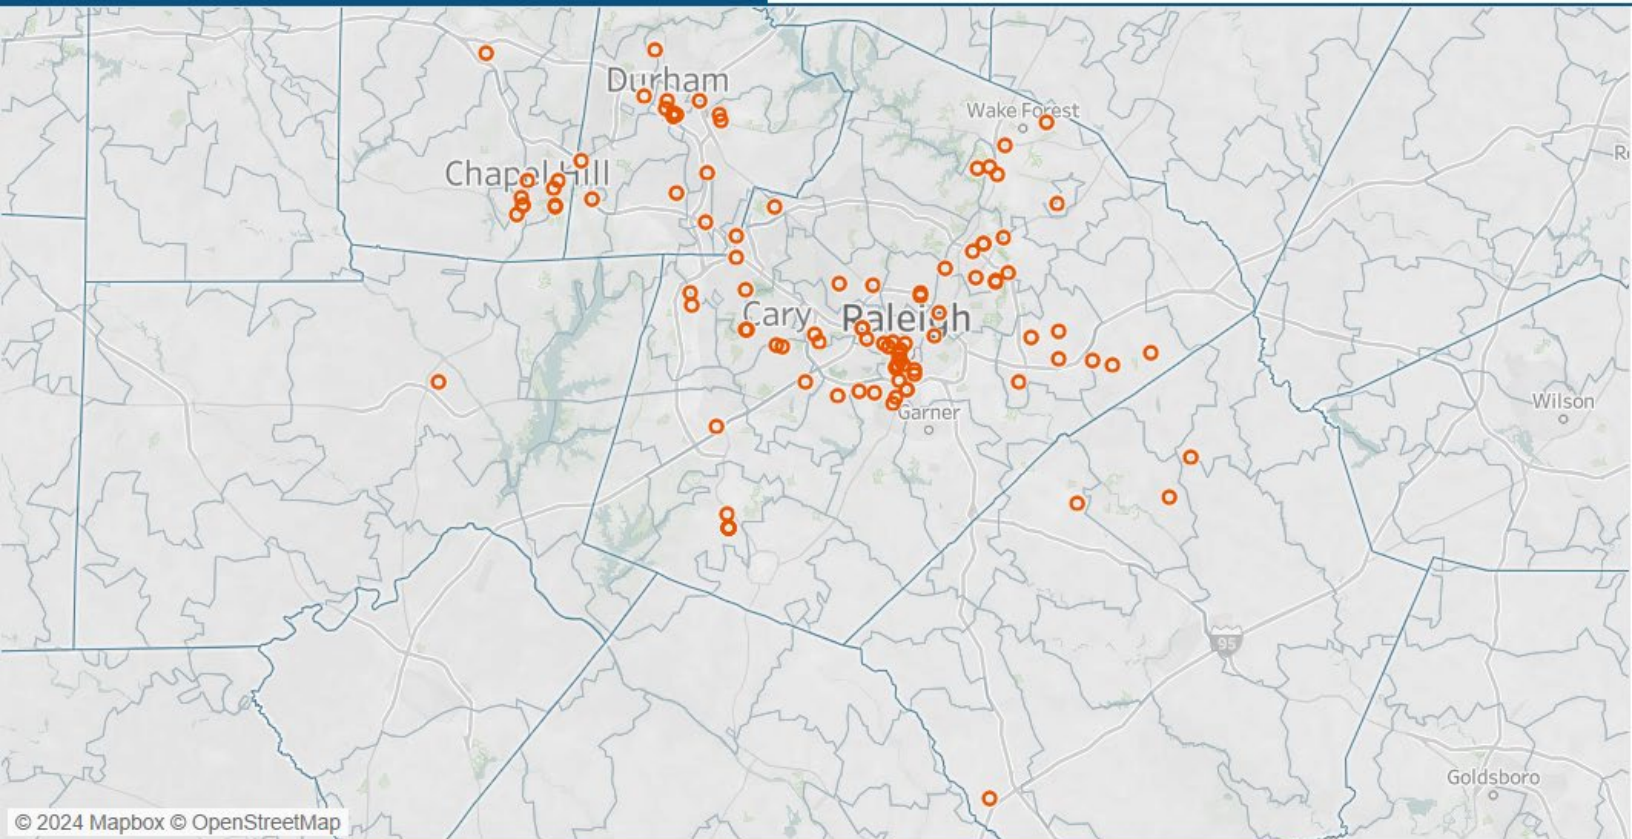 Durham
Wake Forest
Chapel Hill
Cary
Raleigh
Garner
Wilson
95
Goldsboro
© 2024 Mapbox © OpenStreetMap